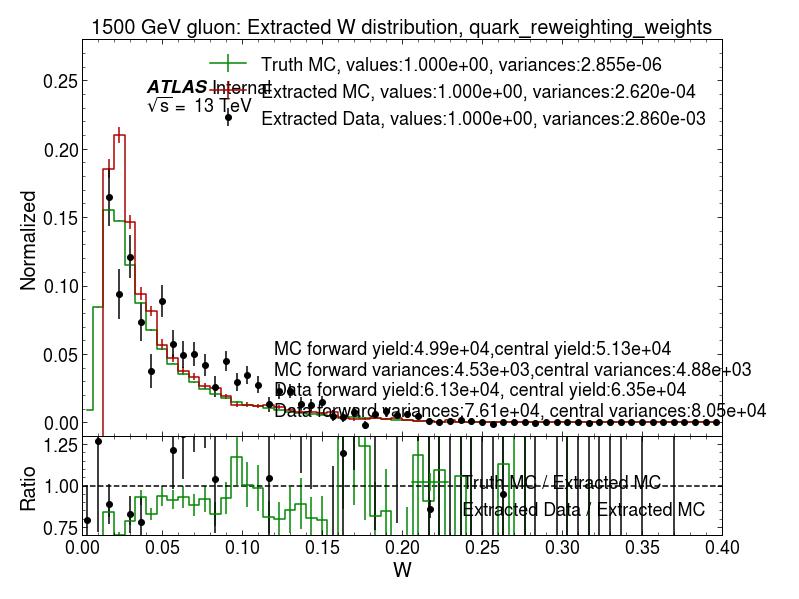 1500 GeV gluon: Extracted W distribution, quark_reweighting_weights
Truth MC, values:1.000e+00, variances:2.855e-06
ATLAS Internal
Extracted MC, values:1.000e+00, variances:2.620e-04
√s = 13 TeV
Extracted Data, values:1.000e+00, variances:2.860e-03
Normalized
0.25
0.20
0.15
0.10
0.05
0.00
MC forward yield:4.99e+04,central yield:5.13e+04
MC forward variances:4.53e+03,central variances:4.88e+03
Data forward yield:6.13e+04, central yield:6.35e+04
Data forward variances:7.61e+04, central variances:8.05e+04
Ratio
1.25
1.00
0.75
Truth MC / Extracted MC
Extracted Data / Extracted MC
0.00 0.05 0.10 0.15 0.20 0.25 0.30 0.35 0.40
W